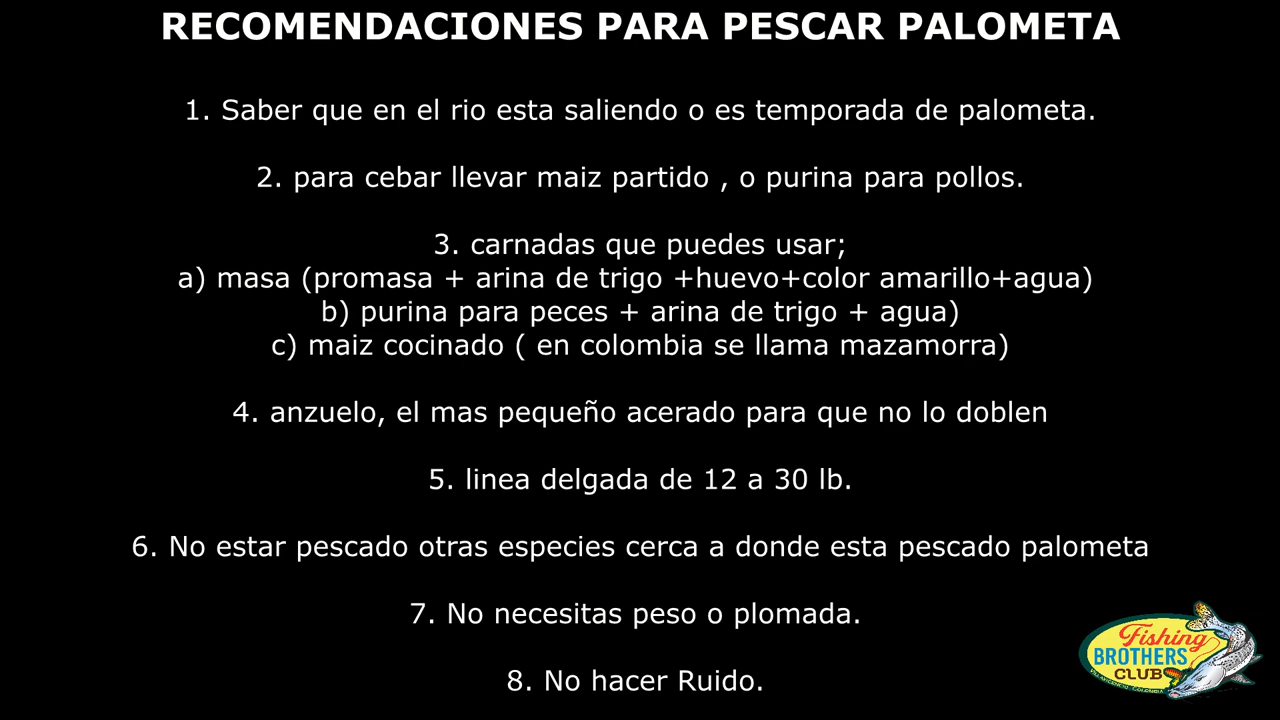 RECOMENDACIONES PARA PESCAR PALOMETA
1. Saber que en el rio esta saliendo o es temporada de palometa.
2. para cebar llevar maiz partido , o purina para pollos.
3. carnadas que puedes usar;
a) masa (promasa + arina de trigo +huevo+color amarillo+agua)
b) purina para peces + arina de trigo + agua)
c) maiz cocinado ( en colombia se llama mazamorra)
4. anzuelo, el mas pequeño acerado para que no lo doblen
5. linea delgada de 12 a 30 lb.
6. No estar pescado otras especies cerca a donde esta pescado palometa
7. No necesitas peso o plomada.
8. No hacer Ruido.
Fishing
BROTHERS
CLUB
VILLAVICENCIO COLOMBIA